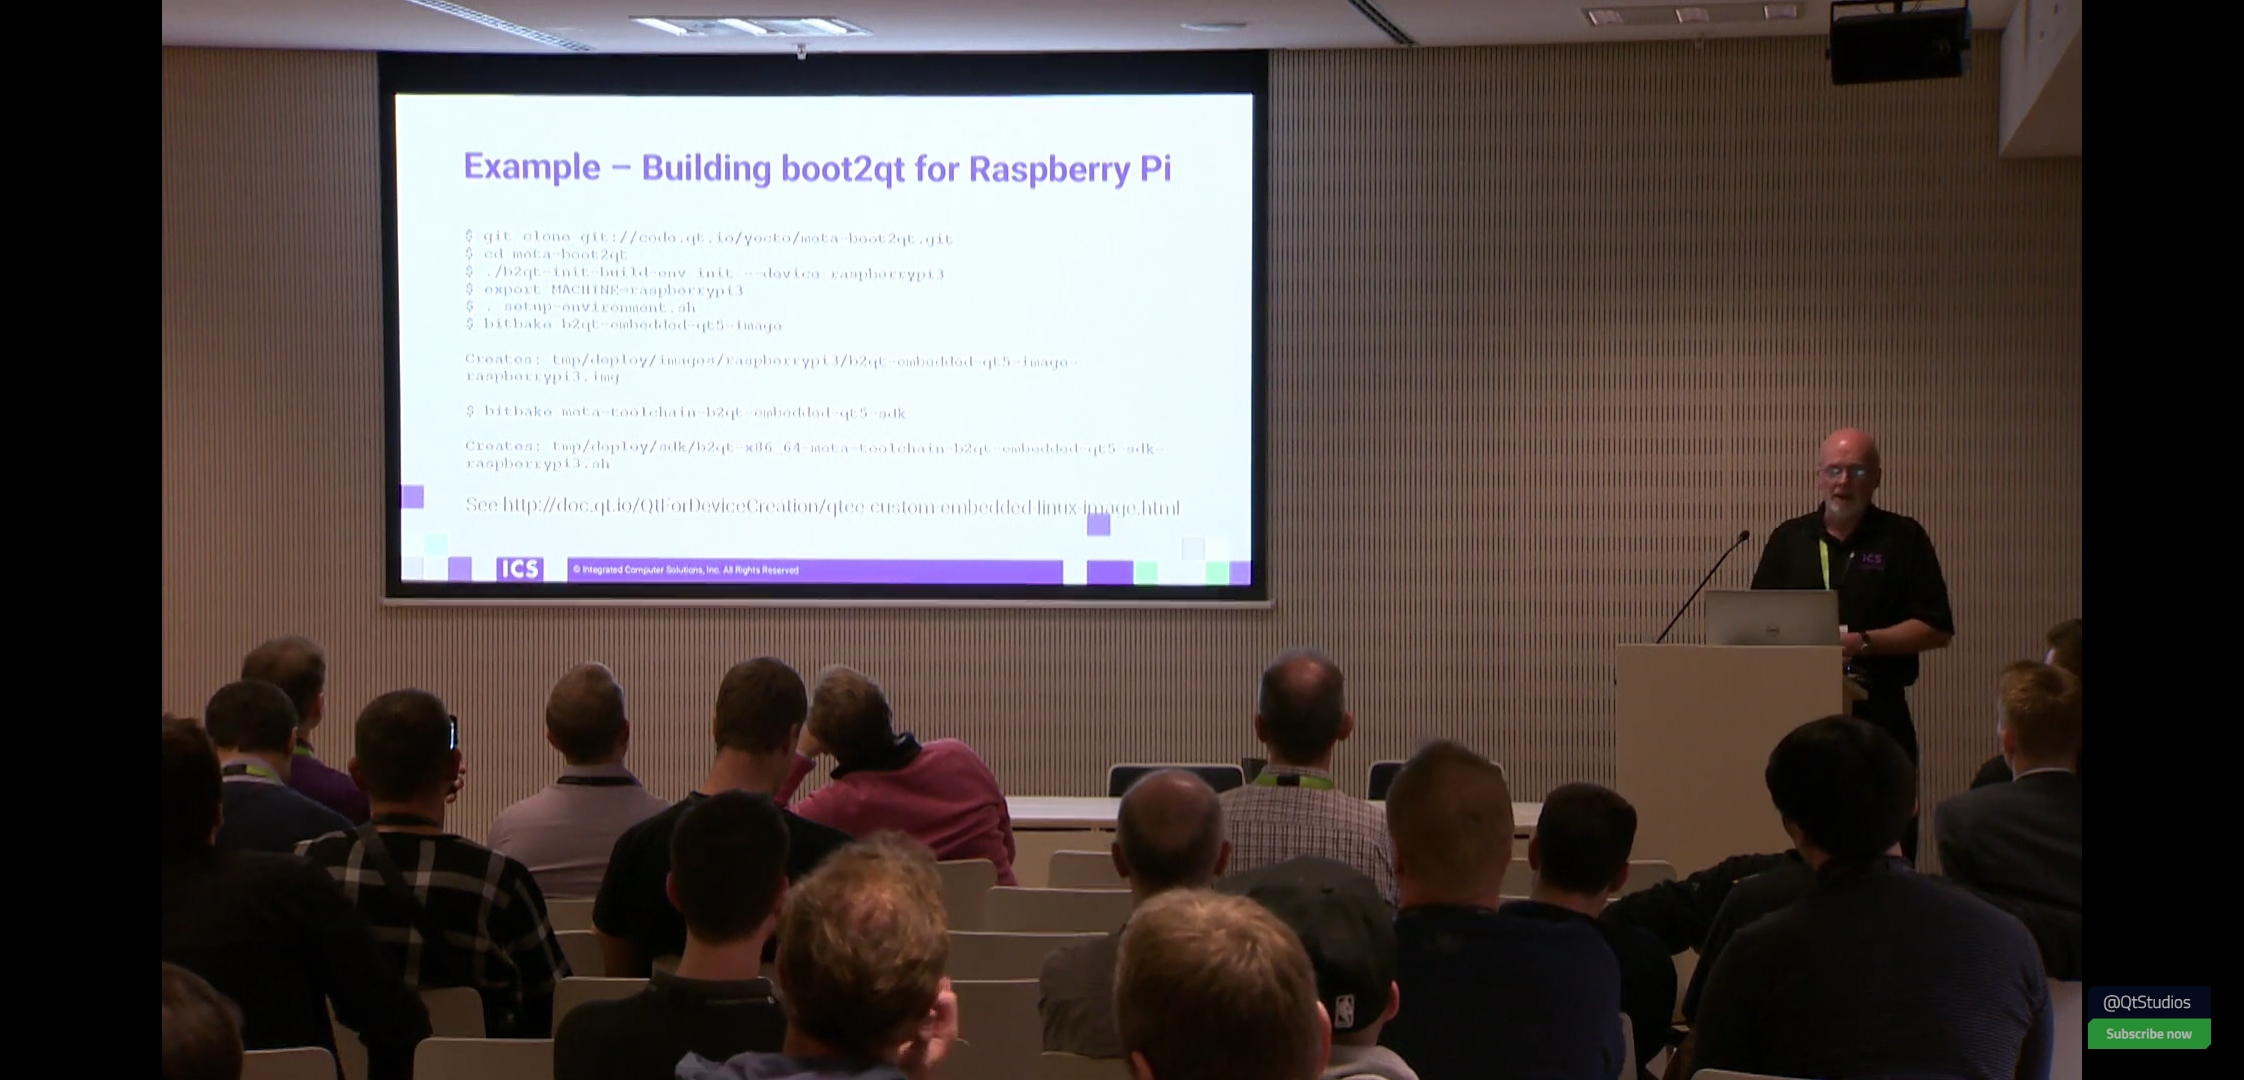 Example – Building boot2qt for Raspberry Pi
$ git clone git://code.qt.io/yocto/meta-boot2qt.git
$ cd meta-boot2qt
$ ./b2qt-init-build-env init --device raspberrypi3
$ export MACHINE=raspberrypi3
$ . setup-environment.sh
$ bitbake b2qt-embedded-qt5-image
Creates: tmp/deploy/images/raspberrypi3/b2qt-embedded-qt5-image-
raspberrypi3.img
$ bitbake meta-toolchain-b2qt-embedded-qt5-sdk
Creates: tmp/deploy/sdk/b2qt-x86_64-meta-toolchain-b2qt-embedded-qt5-sdk-
raspberrypi3.sh
See http://doc.qt.io/QtForDeviceCreation/qtee-custom-embedded-linux-image.html
ICS
© Integrated Computer Solutions, Inc. All Rights Reserved
ICS
@QtStudios
Subscribe now